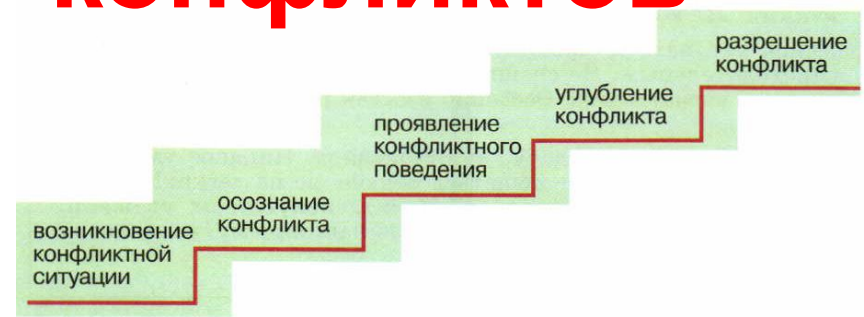 конфликтов
возникновение
конфликтной
ситуации
осознание
конфликта
проявление
конфликтного
поведения
углубление
конфликта
разрешение
конфликта